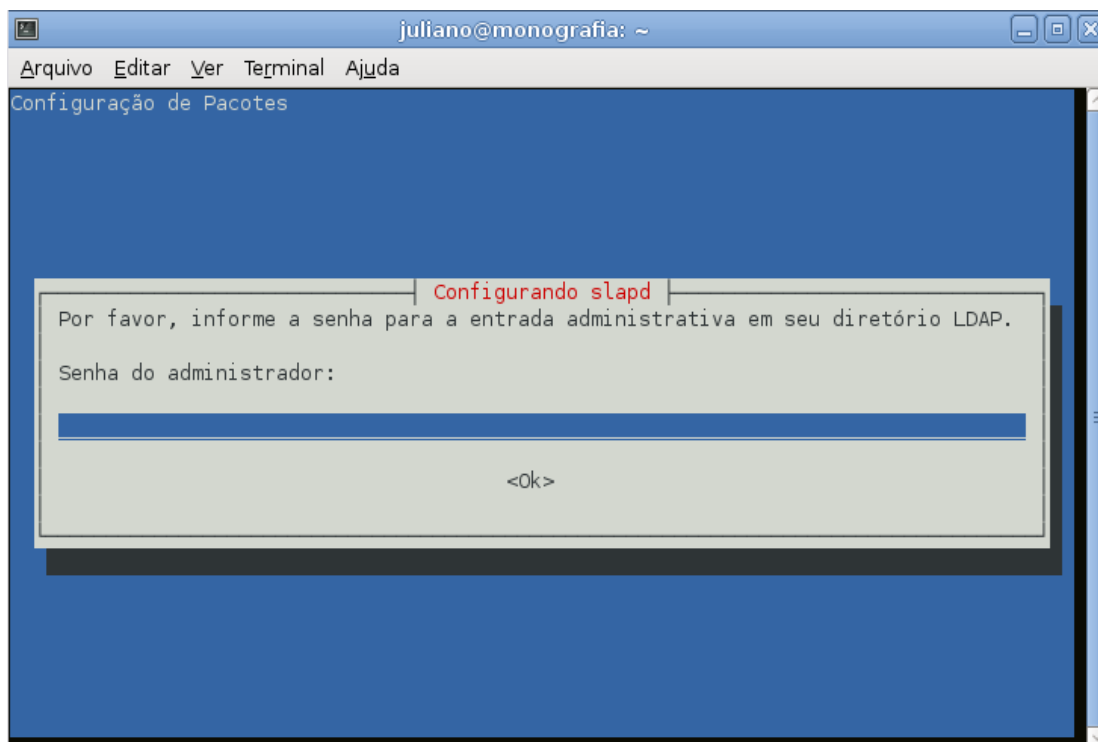 juliano@monografia: ~
Arquivo Editar Ver Terminal Ajuda
Configuração de Pacotes
Configurando slapd
Por favor, informe a senha para a entrada administrativa em seu diretório LDAP.
Senha do administrador:
<Ok>